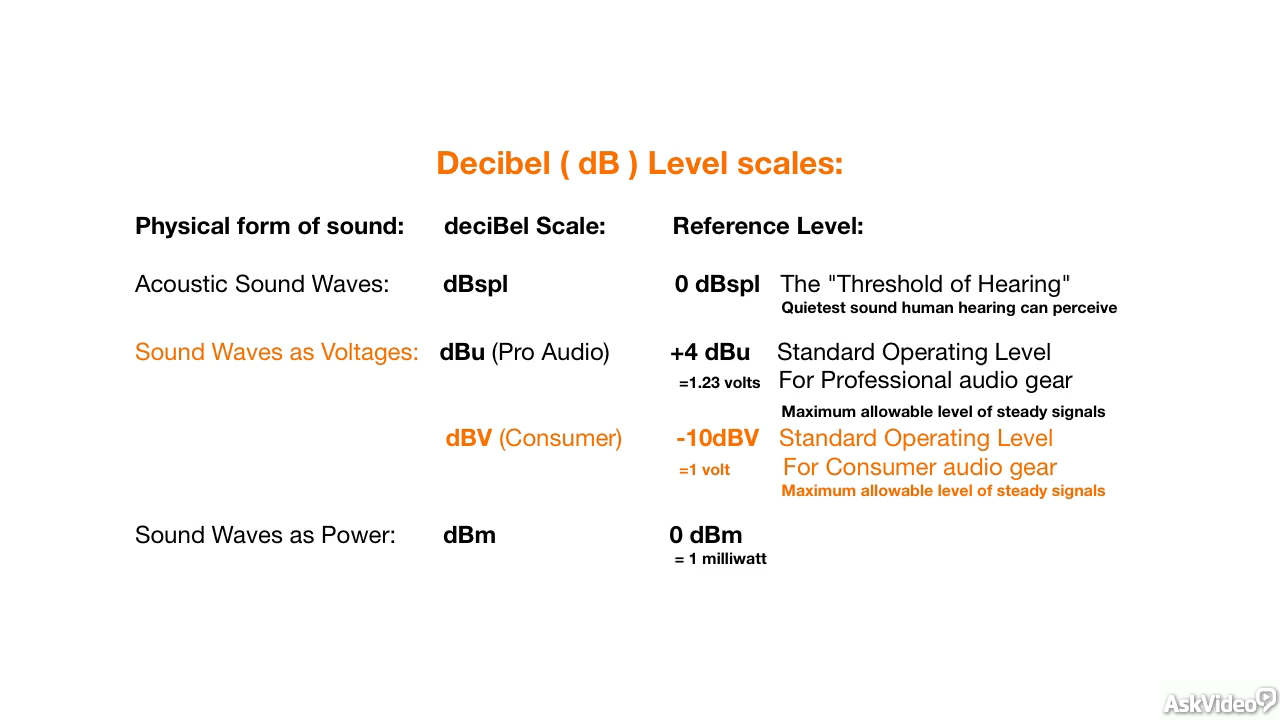 Decibel ( dB ) Level scales:
Physical form of sound: deciBel Scale: Reference Level:
Acoustic Sound Waves: dBspl 0 dBspl The "Threshold of Hearing"
Quietest sound human hearing can perceive
Sound Waves as Voltages: dBu (Pro Audio) +4 dBu Standard Operating Level
=1.23 volts For Professional audio gear
Maximum allowable level of steady signals
dBV (Consumer) -10dBV Standard Operating Level
=1 volt For Consumer audio gear
Maximum allowable level of steady signals
Sound Waves as Power: dBm 0 dBm
= 1 milliwatt
AskVideo